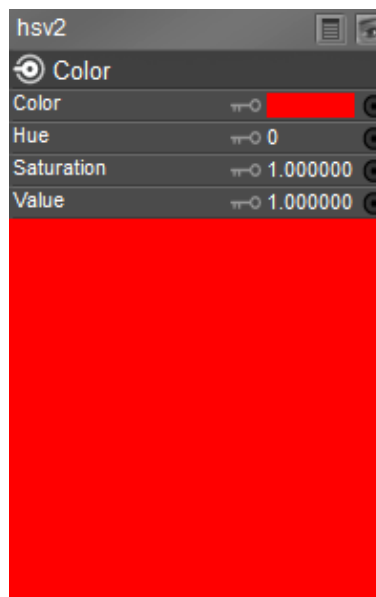 hsv2
Color
Color
Hue 0
Saturation 1.000000
Value 1.000000